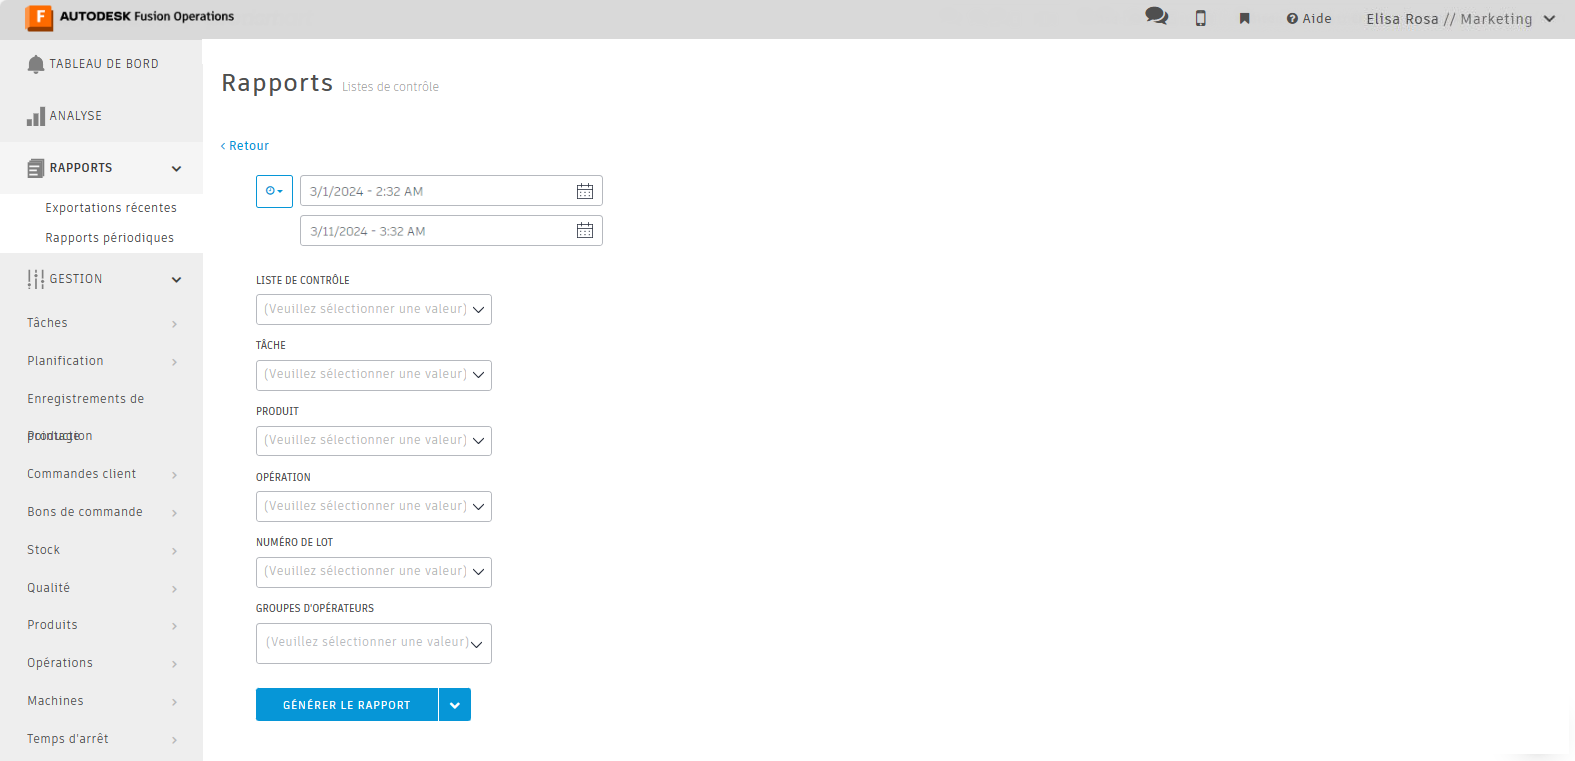 AUTODESK Fusion Operations
Aide
Elisa Rosa // Marketing
TABLEAU DE BORD
ANALYSE
RAPPORTS
Exportations récentes
Rapports périodiques
GESTION
Tâches
Planification
Enregistrements de
production
Pointage
Commandes client
Bons de commande
Stock
Qualité
Produits
Opérations
Machines
Temps d'arrêt
Rapports Listes de contrôle
‹ Retour
3/1/2024 - 2:32 AM
3/11/2024 - 3:32 AM
LISTE DE CONTRÔLE
(Veuillez sélectionner une valeur)
TÂCHE
(Veuillez sélectionner une valeur)
PRODUIT
(Veuillez sélectionner une valeur)
OPÉRATION
(Veuillez sélectionner une valeur)
NUMÉRO DE LOT
(Veuillez sélectionner une valeur)
GROUPES D'OPÉRATEURS
(Veuillez sélectionner une valeur)
GÉNÉRER LE RAPPORT